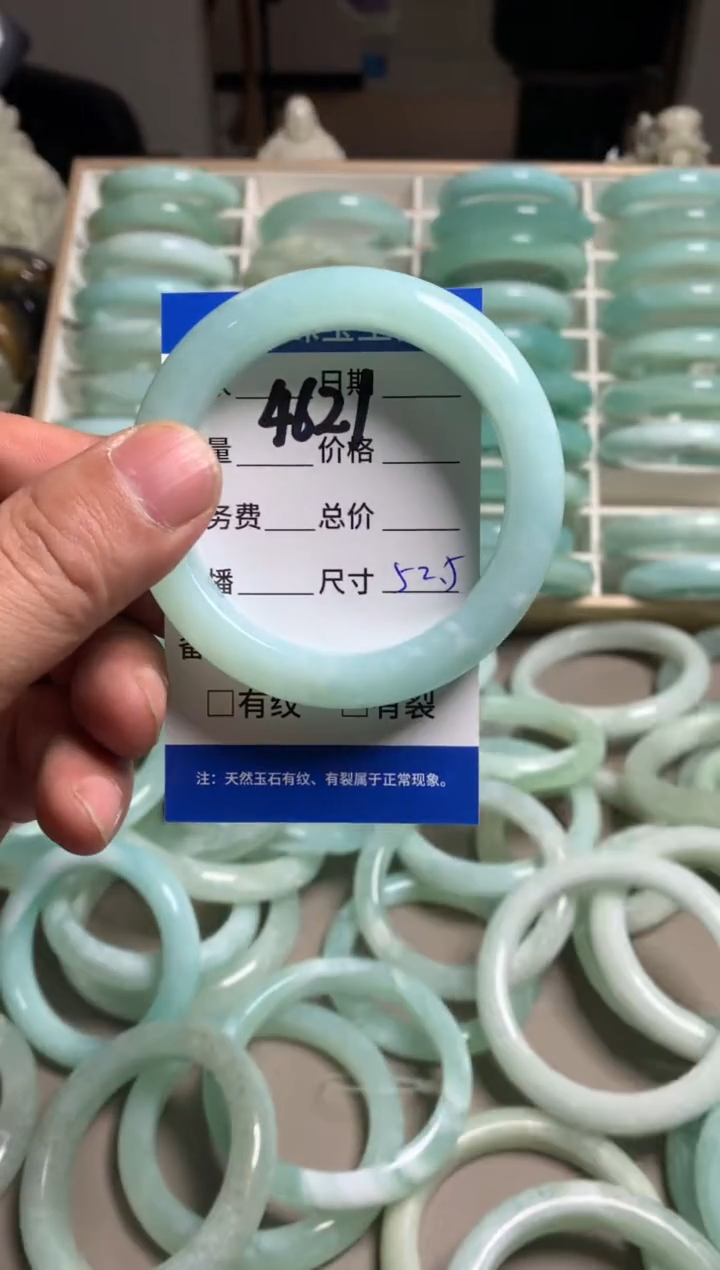 日期
4621
量 价格
务费 总价
播 尺寸 52.5
备
□有纹 □有裂
注：天然玉石有纹、有裂属于正常现象。